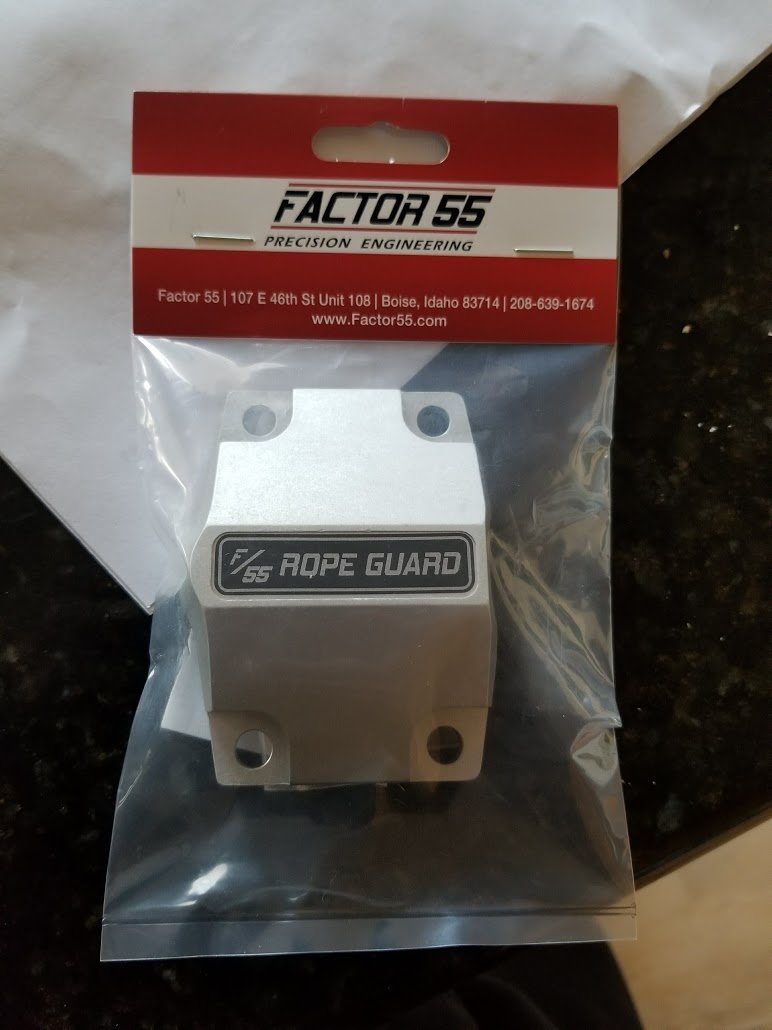 FACTOR 55
PRECISION ENGINEERING
Factor 55 | 107 E 46th St Unit 108 | Boise, Idaho 83714 | 208-639-1674
www.Factor55.com
F/55 ROPE GUARD